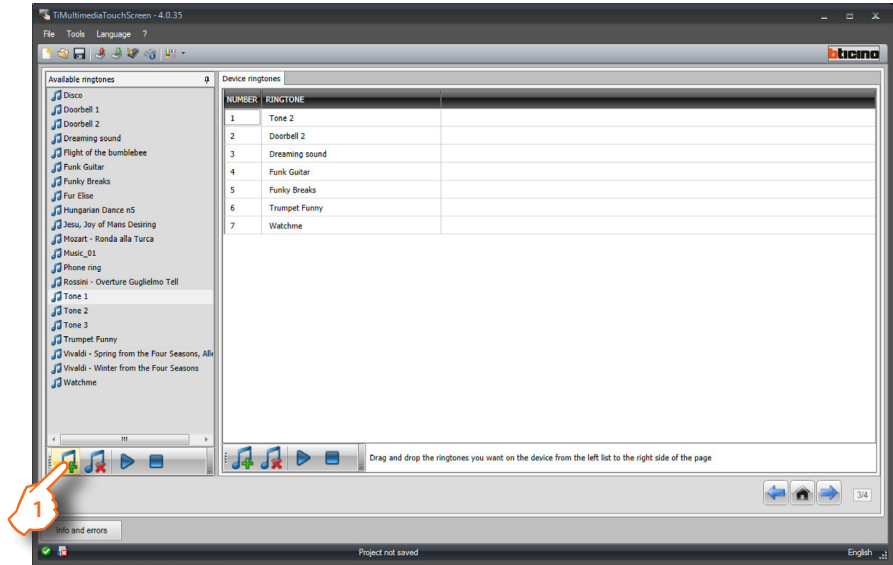 TiMultimediaTouchScreen - 4.0.35
File Tools Language ?
bticino
Available ringtones
Disco
Doorbell 1
Doorbell 2
Dreaming sound
Flight of the bumblebee
Funk Guitar
Funky Breaks
Fur Elise
Hungarian Dance n5
Jesu, Joy of Mans Desiring
Mozart - Ronda alla Turca
Music_01
Phone ring
Rossini - Overture Guglielmo Tell
Tone 1
Tone 2
Tone 3
Trumpet Funny
Vivaldi - Spring from the Four Seasons, Alle
Vivaldi - Winter from the Four Seasons
Watchme
Device ringtones
NUMBER RINGTONE
1 Tone 2
2 Doorbell 2
3 Dreaming sound
4 Funk Guitar
5 Funky Breaks
6 Trumpet Funny
7 Watchme
Drag and drop the ringtones you want on the device from the left list to the right side of the page
1
3/4
Info and errors
Project not saved
English